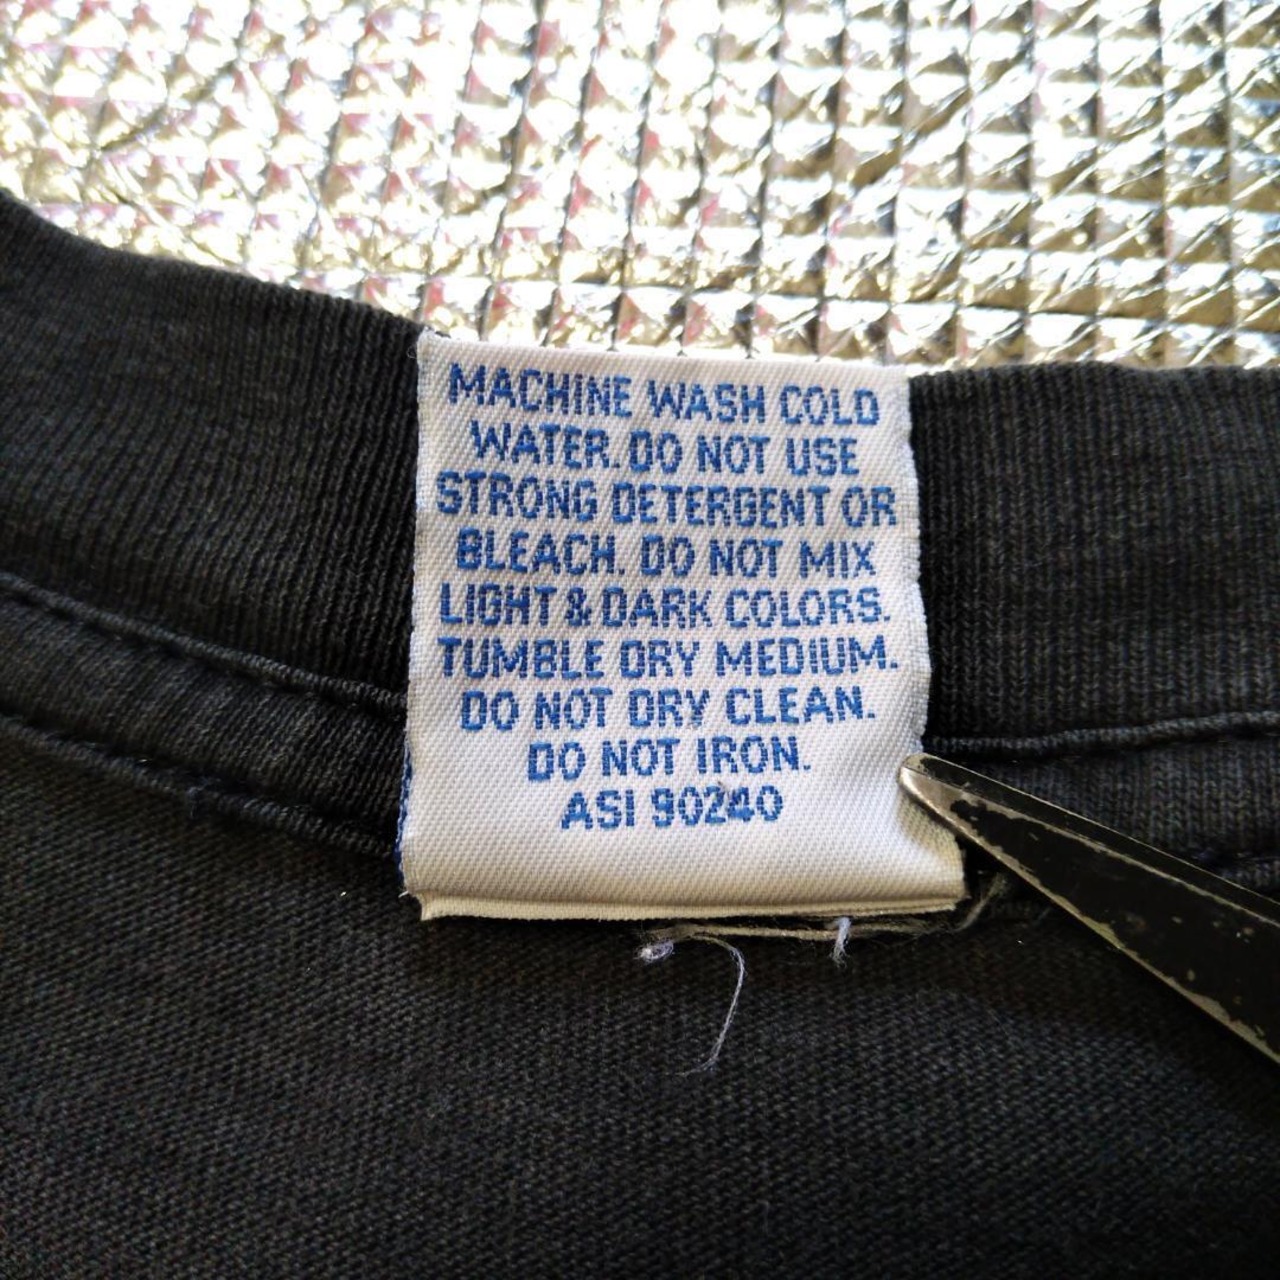 MACHINE WASH COLD
WATER. DO NOT USE
STRONG DETERGENT OR
BLEACH. DO NOT MIX
LIGHT & DARK COLORS.
TUMBLE DRY MEDIUM.
DO NOT DRY CLEAN.
DO NOT IRON.
ASI 90240